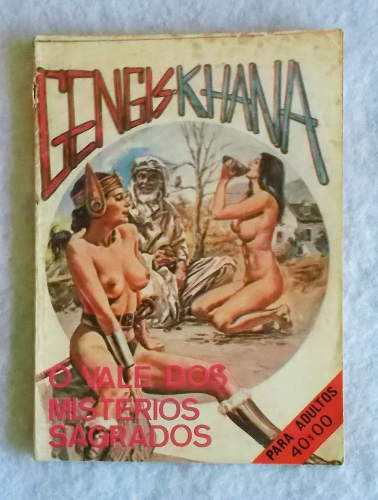 GENGIS-KHANA
O VALE DOS
MISTÉRIOS
SAGRADOS
PARA ADULTOS
40$00